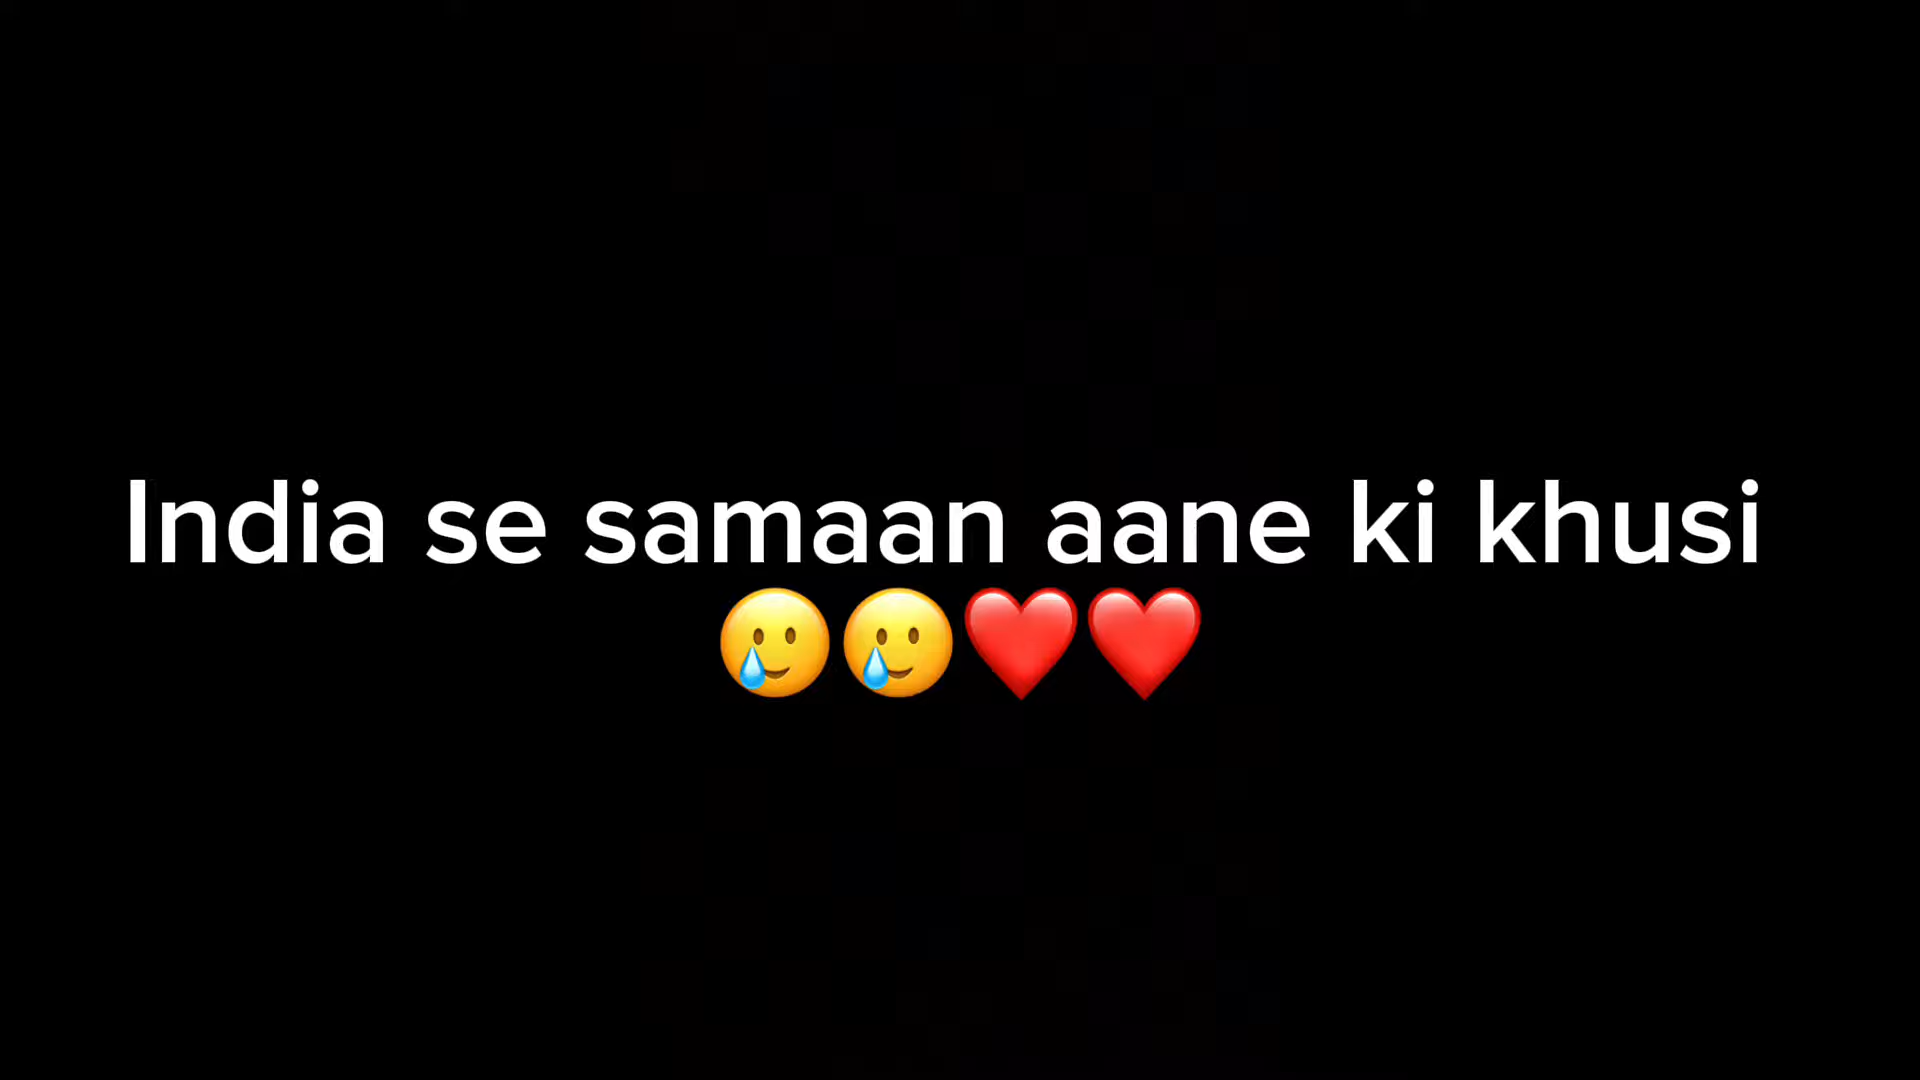 India se samaan aane ki khusi
🥲🥲❤️❤️